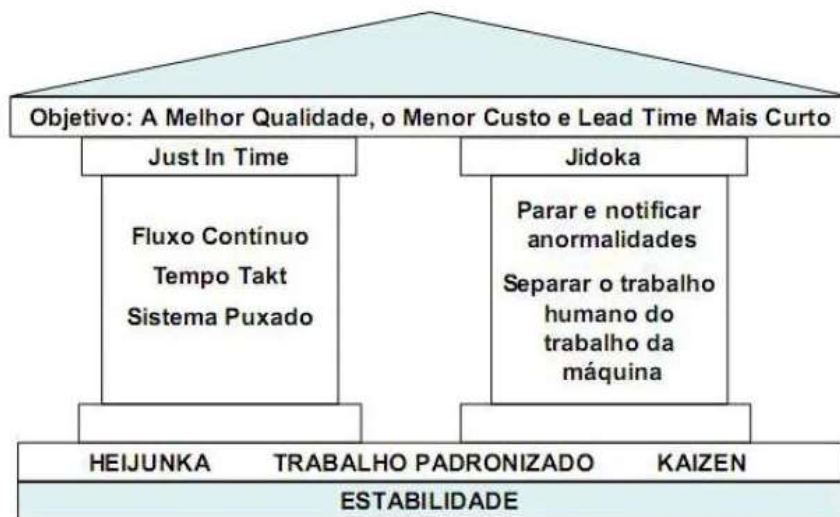 Objetivo: A Melhor Qualidade, o Menor Custo e Lead Time Mais Curto
Just In Time
Fluxo Contínuo
Tempo Takt
Sistema Puxado
Jidoka
Parar e notificar
anormalidades
Separar o trabalho
humano do
trabalho da
máquina
HEIJUNKA TRABALHO PADRONIZADO KAIZEN
ESTABILIDADE